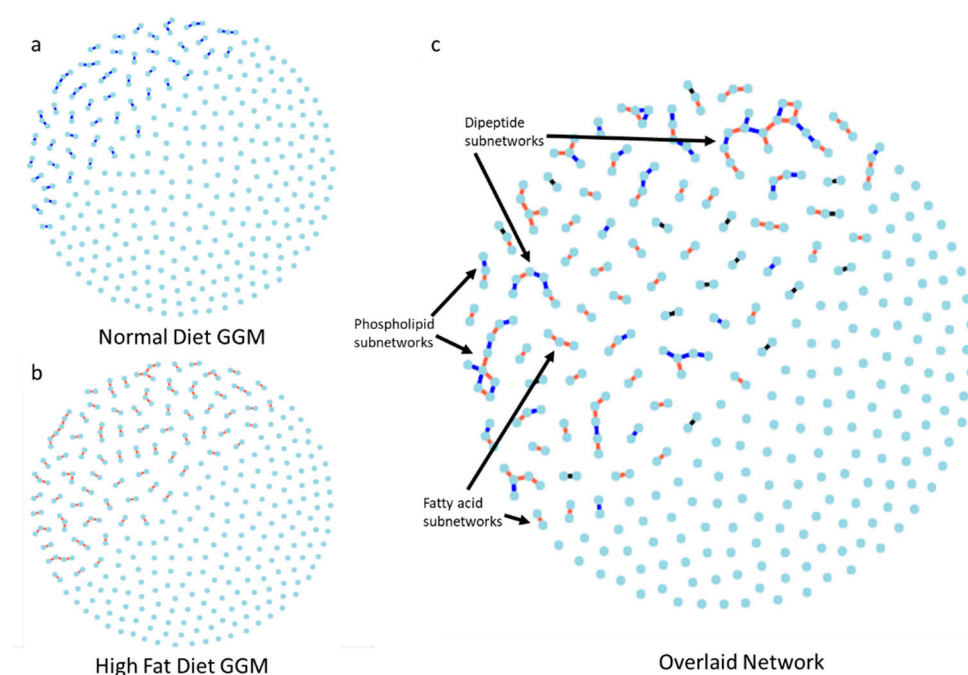 a
Normal Diet GGM
b
High Fat Diet GGM
c
Dipeptide
subnetworks
Phospholipid
subnetworks
Fatty acid
subnetworks
Overlaid Network